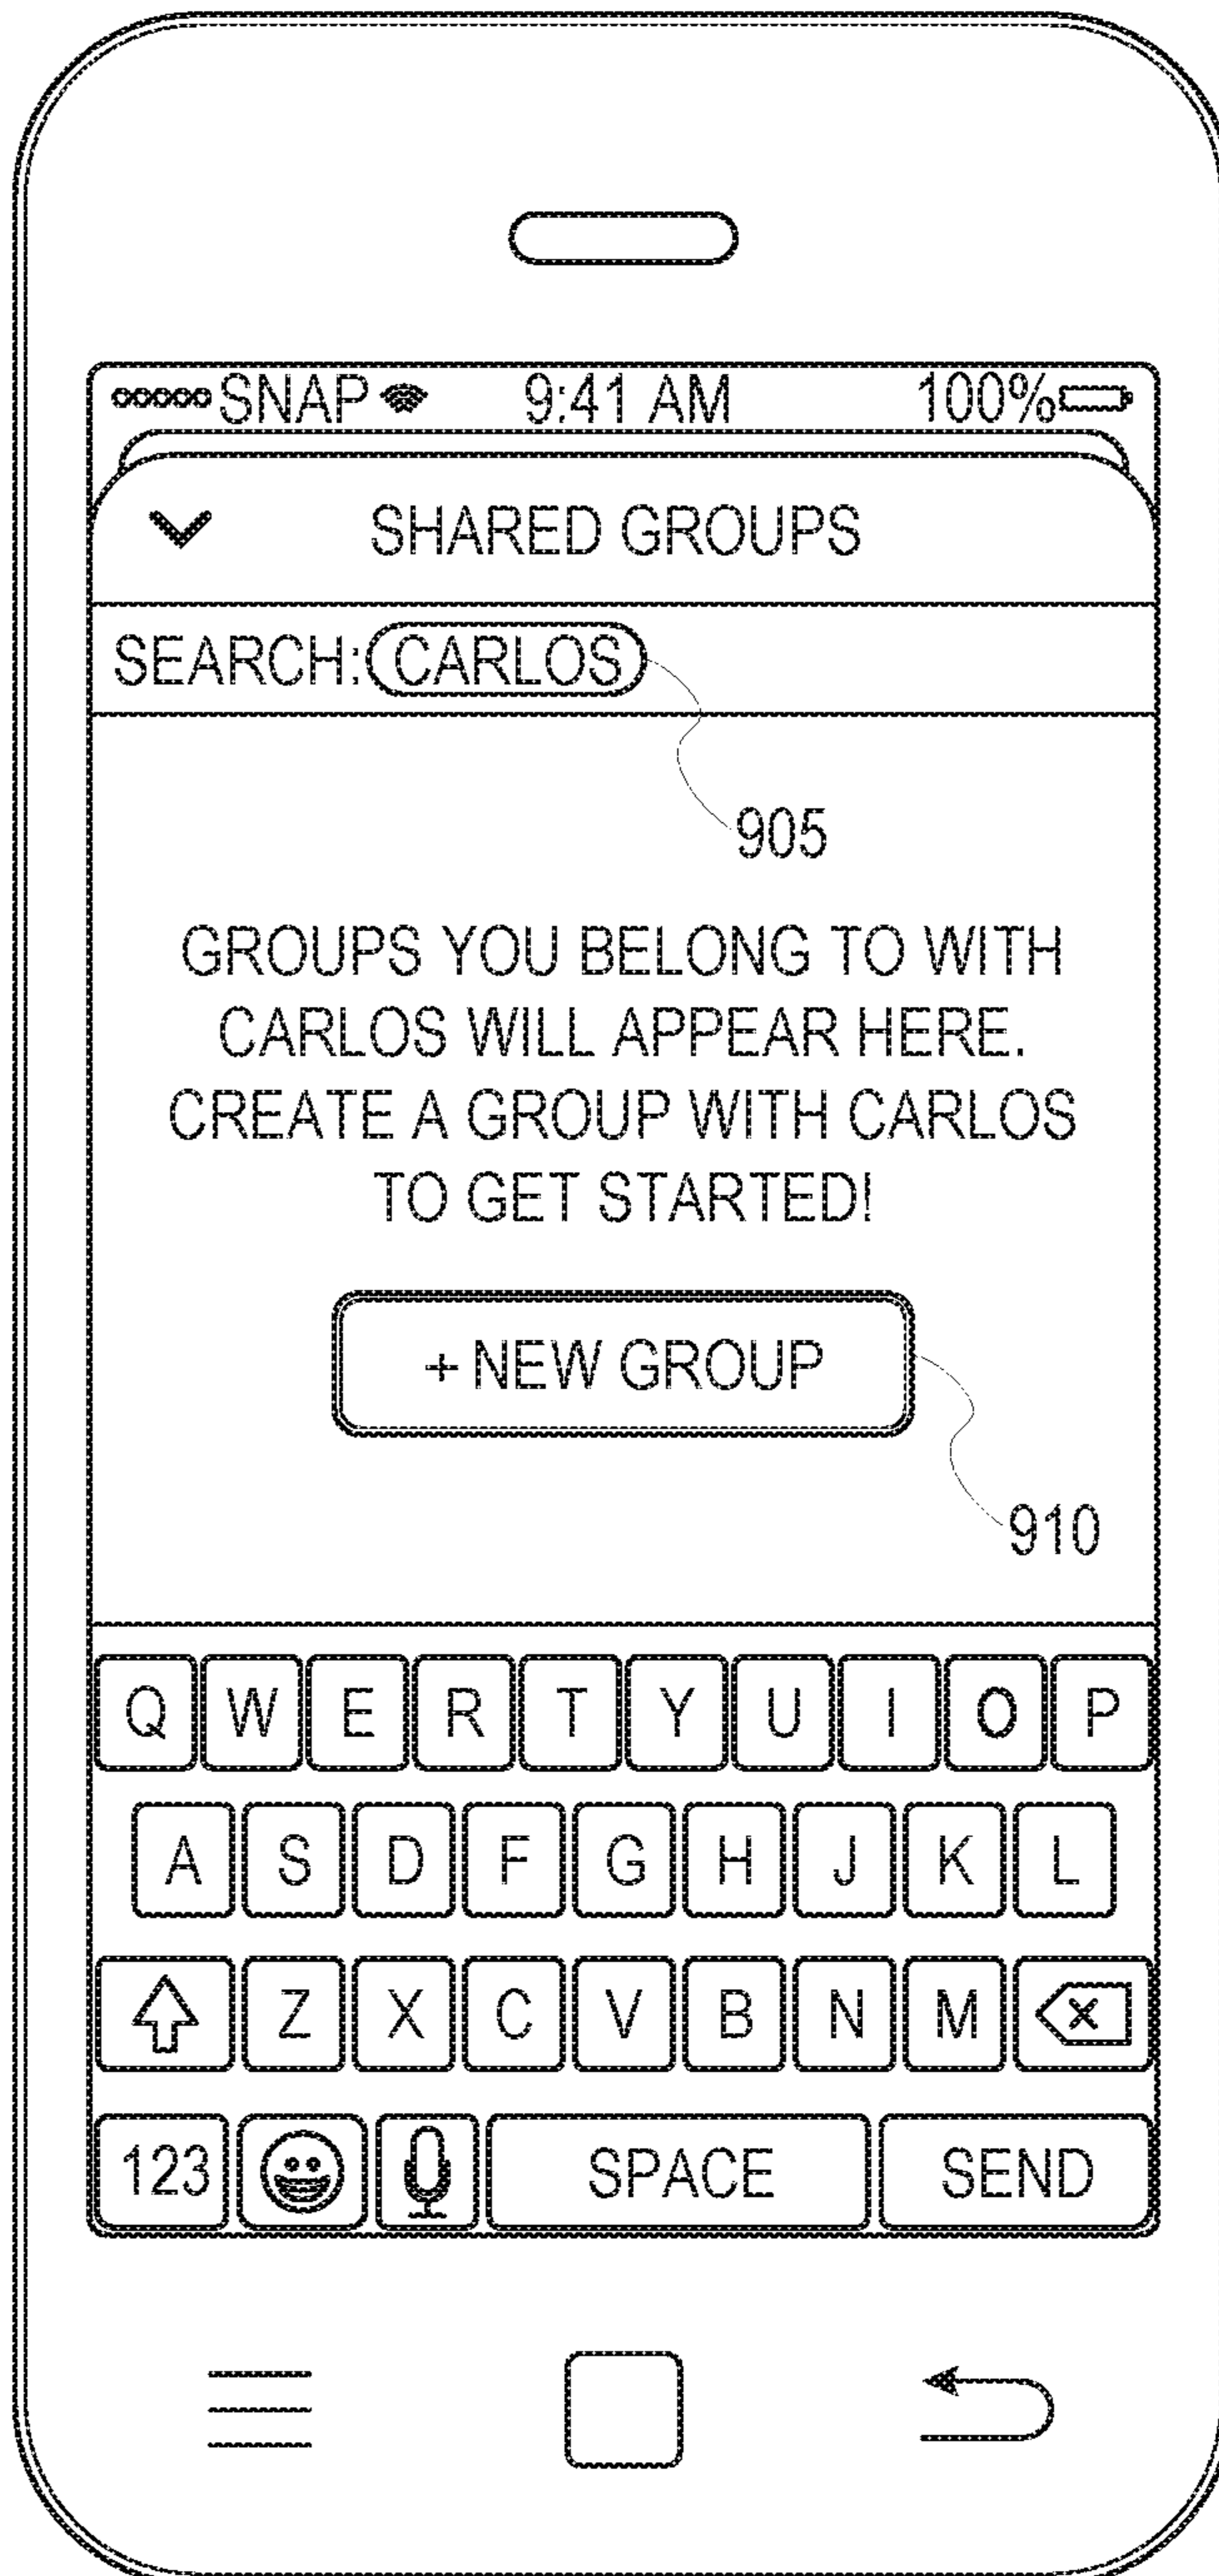 SNAP 9:41 AM 100%
SHARED GROUPS
SEARCH: CARLOS
905
GROUPS YOU BELONG TO WITH
CARLOS WILL APPEAR HERE.
CREATE A GROUP WITH CARLOS
TO GET STARTED!
+ NEW GROUP
910
Q W E R T Y U I O P
A S D F G H J K L
Z X C V B N M
123 SPACE SEND